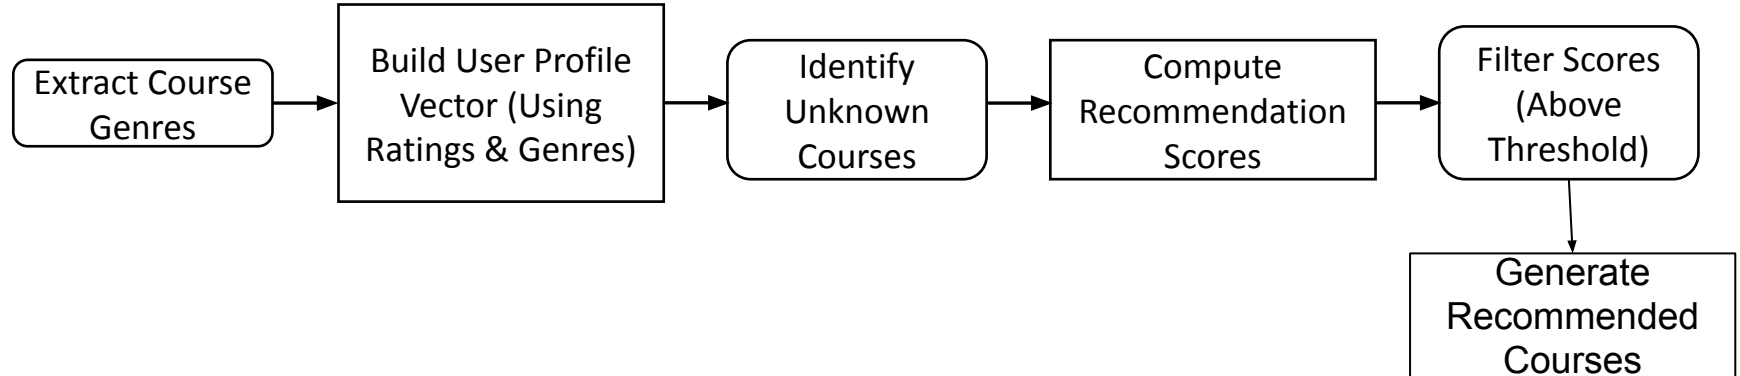 Extract Course
Genres
Build User Profile
Vector (Using
Ratings & Genres)
Identify
Unknown
Courses
Compute
Recommendation
Scores
Filter Scores
(Above
Threshold)
Generate
Recommended
Courses